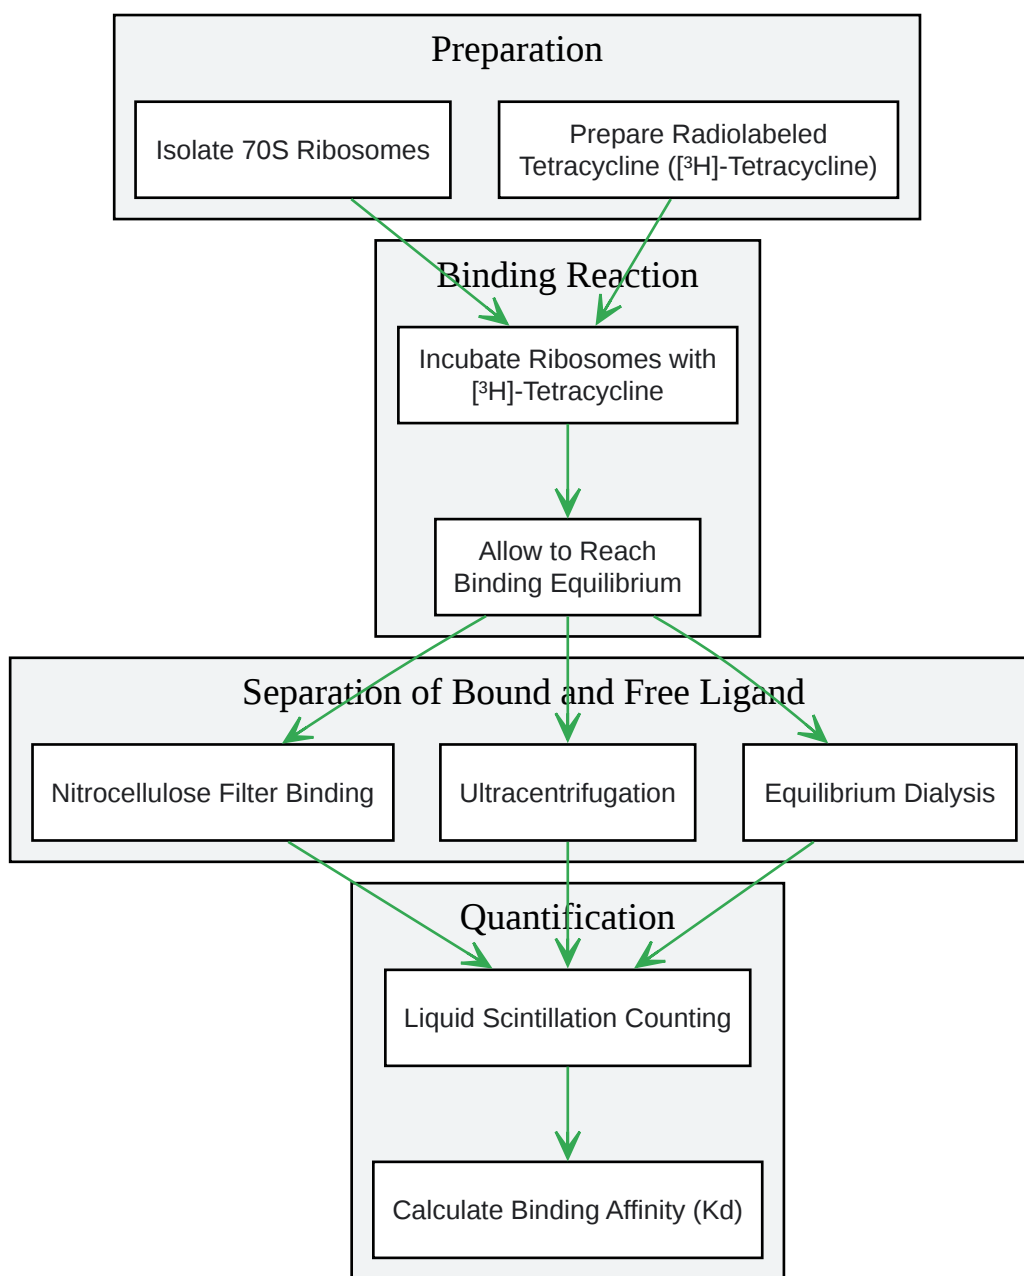 Preparation
Isolate 70S Ribosomes
Prepare Radiolabeled
Tetracycline ([³H]-Tetracycline)
Binding Reaction
Incubate Ribosomes with
[³H]-Tetracycline
Allow to Reach
Binding Equilibrium
Separation of Bound and Free Ligand
Nitrocellulose Filter Binding
Ultracentrifugation
Equilibrium Dialysis
Quantification
Liquid Scintillation Counting
Calculate Binding Affinity (Kd)